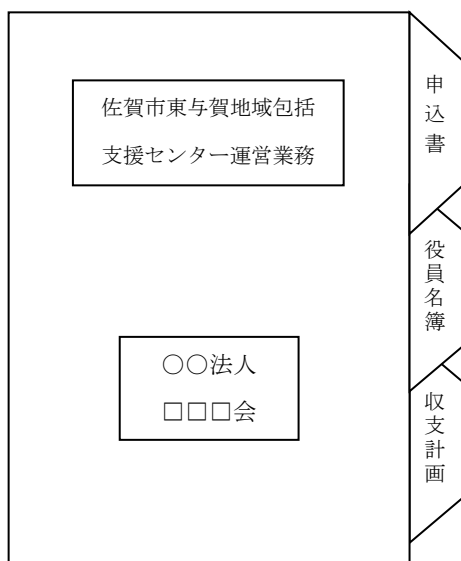 佐賀市東与賀地域包括
支援センター運営業務
○○法人
□□□会
申込書
役員名簿
収支計画